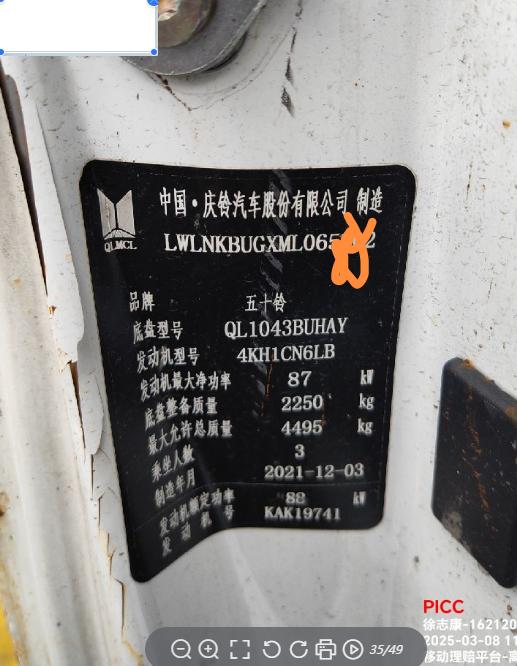 中国·庆铃汽车股份有限公司 制造
QLMCL
LWLNKBUGXML065
品牌 五十铃
底盘型号 QL1043BUHAY
发动机型号 4KH1CN6LB
发动机最大净功率 87 kW
底盘整备质量 2250 kg
最大允许总质量 4495 kg
乘坐人数 3
制造年月 2021-12-03
发动机额定功率 88 kW
发动机号 KAK19741
PICC
徐志康-162120
2025-03-08 11
移动理赔平台-
35/49